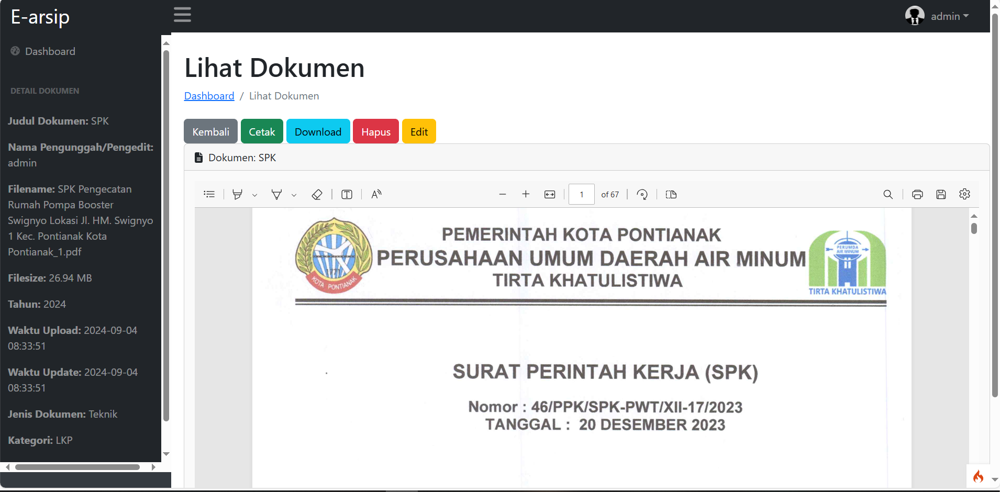 E-arsip
admin
Dashboard
DETAIL DOKUMEN
Judul Dokumen: SPK
Nama Pengunggah/Pengedit:
admin
Filename: SPK Pengecatan
Rumah Pompa Booster
Swignyo Lokasi Jl. HM. Swignyo
1 Kec. Pontianak Kota
Pontianak_1.pdf
Filesize: 26.94 MB
Tahun: 2024
Waktu Upload: 2024-09-04
08:33:51
Waktu Update: 2024-09-04
08:33:51
Jenis Dokumen: Teknik
Kategori: LKP
Lihat Dokumen
Dashboard / Lihat Dokumen
Kembali Cetak Download Hapus Edit
Dokumen: SPK
1 of 67
PEMERINTAH KOTA PONTIANAK
PERUSAHAAN UMUM DAERAH AIR MINUM
TIRTA KHATULISTIWA
1771
KOTA PONTIANAK
PERUMDA
AIR MINUM
TIRTA KHATULISTIWA
SURAT PERINTAH KERJA (SPK)
Nomor : 46/PPK/SPK-PWT/XII-17/2023
TANGGAL : 20 DESEMBER 2023